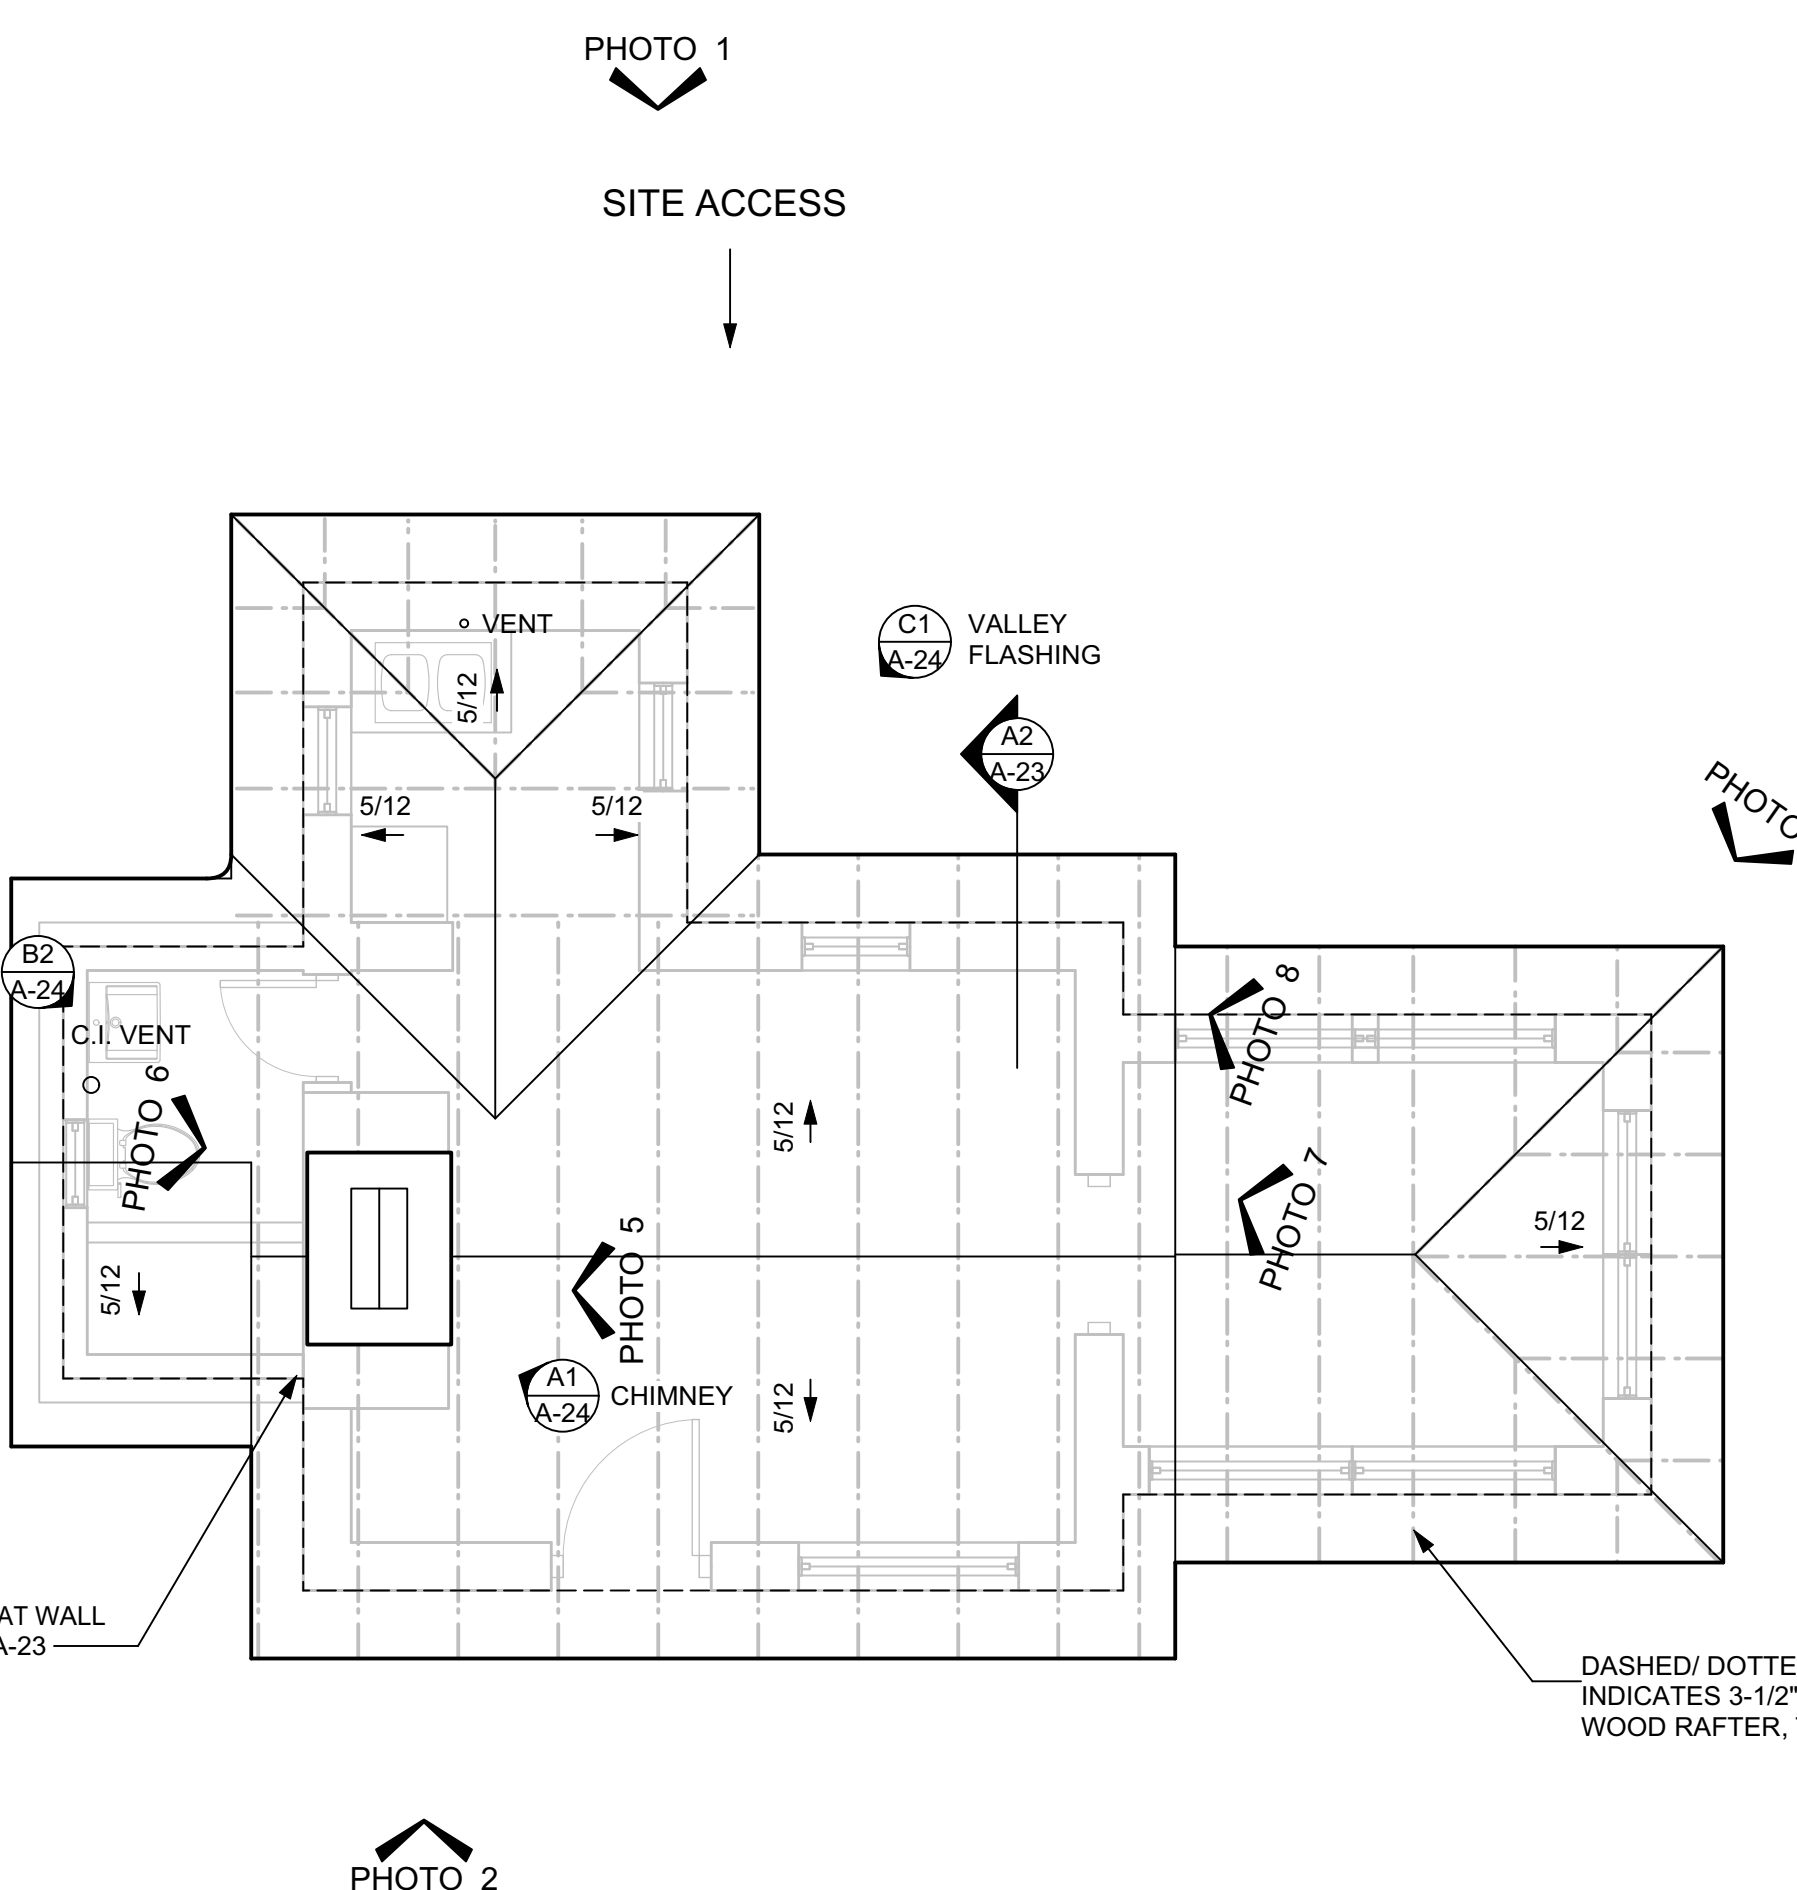 PHOTO 1
SITE ACCESS
VENT
5/12
5/12
5/12
C1
A-24
VALLEY
FLASHING
A2
A-23
PHOTO
B2
A-24
C.I. VENT
PHOTO 6
PHOTO 8
5/12
PHOTO 7
5/12
5/12
PHOTO 5
A1
A-24
CHIMNEY
5/12
AT WALL
A-23
DASHED/ DOTTE
INDICATES 3-1/2"
WOOD RAFTER,
PHOTO 2